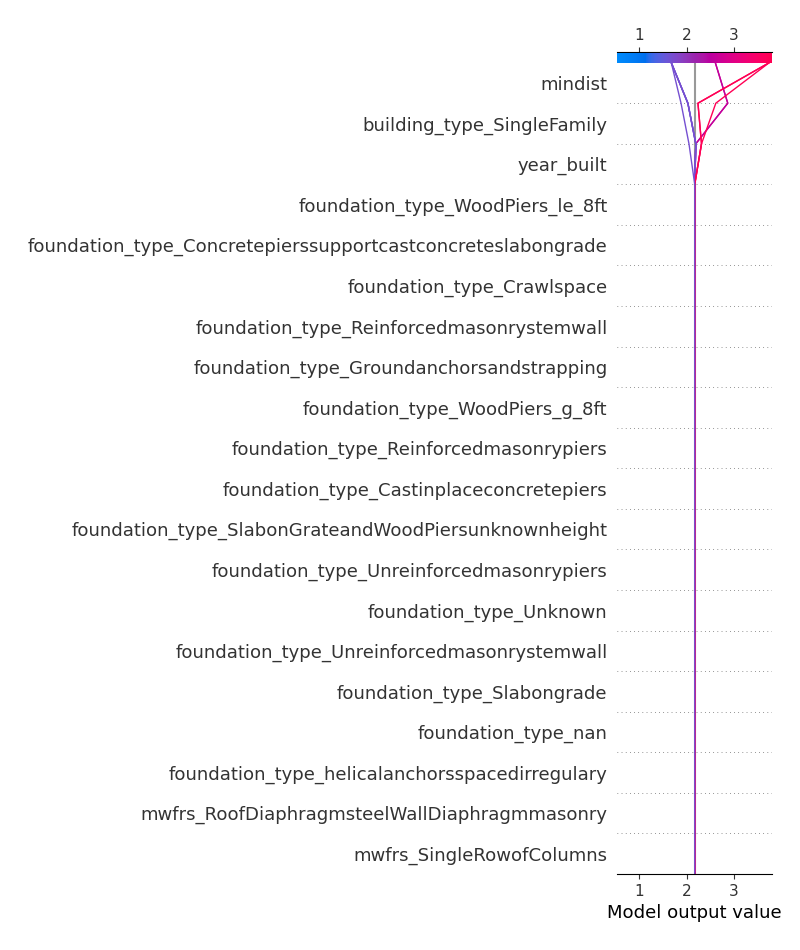 1 2 3
mindist
building_type_SingleFamily
year_built
foundation_type_WoodPiers_le_8ft
foundation_type_Concretepierssupportcastconcreteslabongrade
foundation_type_Crawlspace
foundation_type_Reinforcedmasonrystemwall
foundation_type_Groundanchorsandstrapping
foundation_type_WoodPiers_g_8ft
foundation_type_Reinforcedmasonrypiers
foundation_type_Castinplaceconcretepiers
foundation_type_SlabonGrateandWoodPiersunknownheight
foundation_type_Unreinforcedmasonrypiers
foundation_type_Unknown
foundation_type_Unreinforcedmasonrystemwall
foundation_type_Slabongrade
foundation_type_nan
foundation_type_helicalanchorsspacedirregulary
mwfrs_RoofDiaphragmsteelWallDiaphragmmasonry
mwfrs_SingleRowofColumns
1 2 3
Model output value